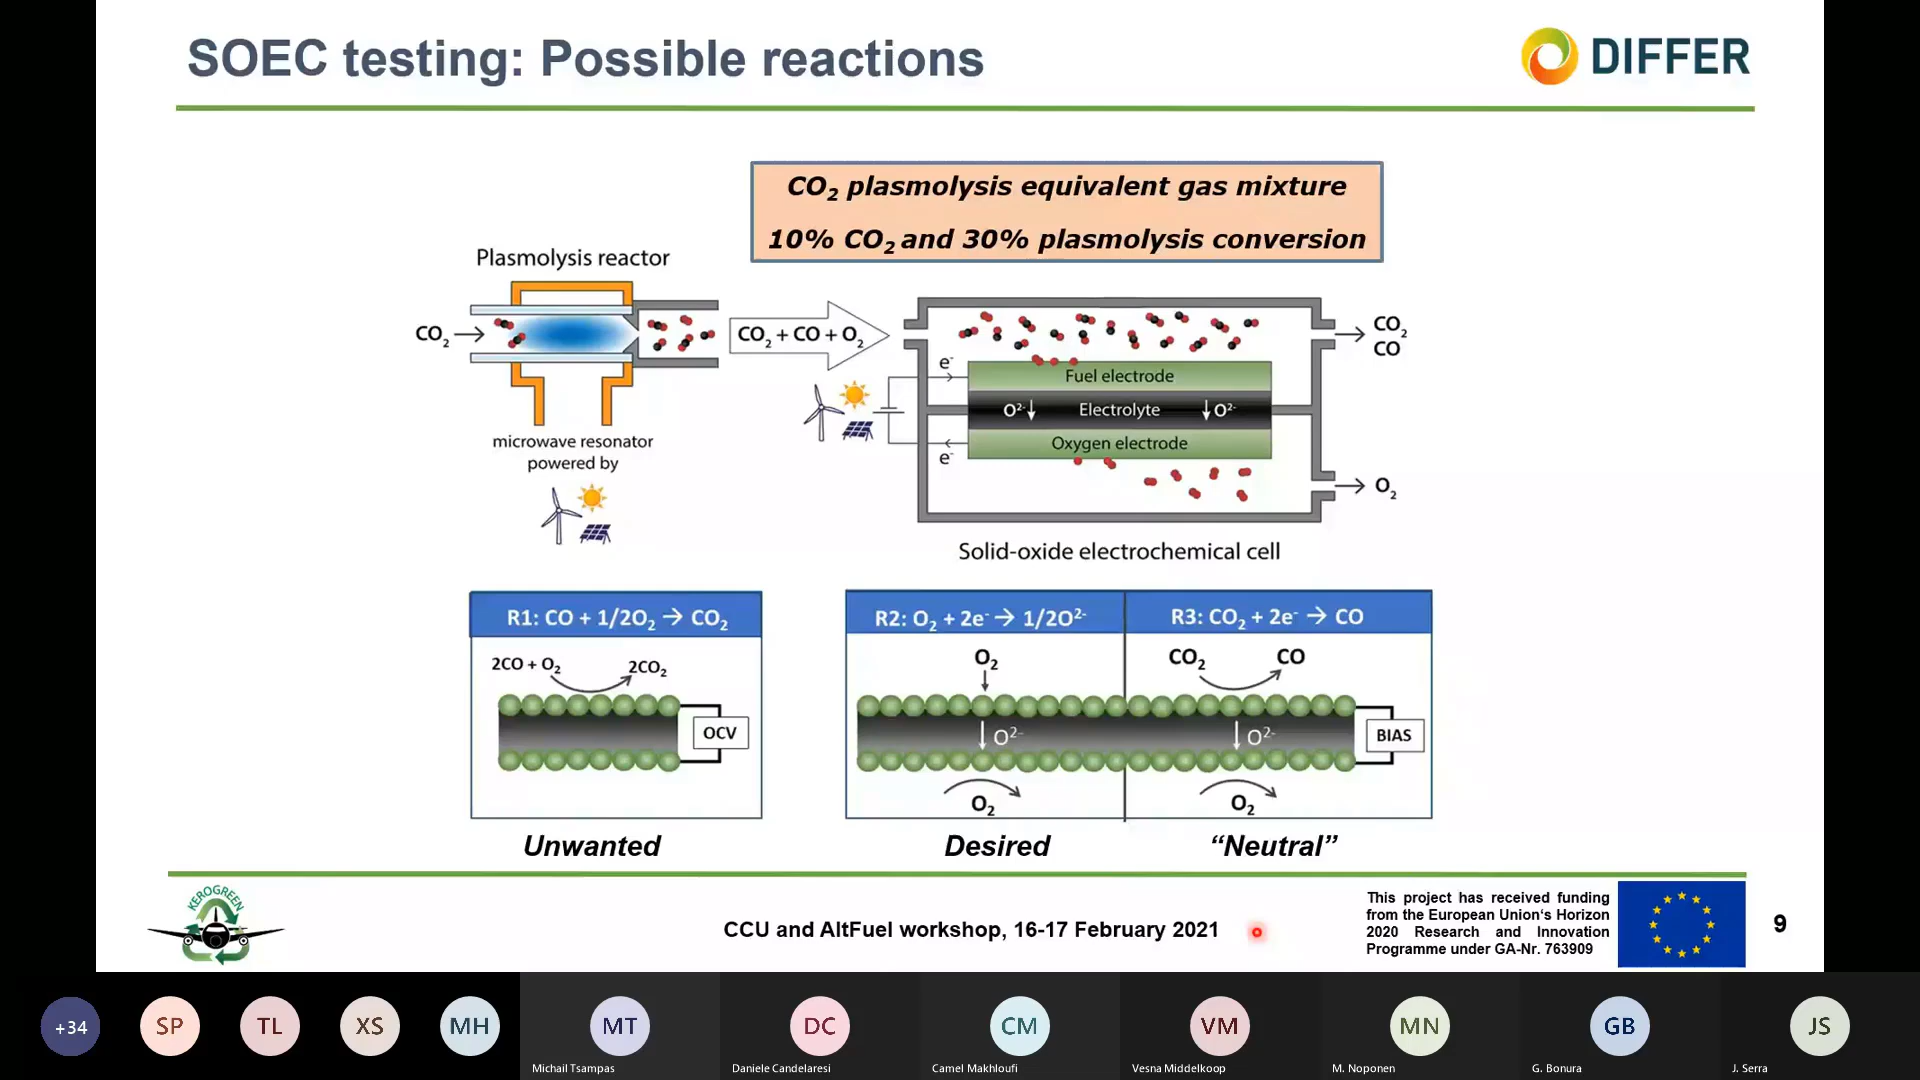 SOEC testing: Possible reactions
DIFFER
CO₂ plasmolysis equivalent gas mixture
10% CO₂ and 30% plasmolysis conversion
Plasmolysis reactor
CO₂
CO₂ + CO + O₂
microwave resonator
powered by
e⁻
Fuel electrode
O²⁻ Electrolyte O²⁻
Oxygen electrode
e⁻
CO₂
CO
O₂
Solid-oxide electrochemical cell
R1: CO + 1/2O₂ → CO₂
2CO + O₂ 2CO₂
OCV
Unwanted
R2: O₂ + 2e⁻ → 1/2O²⁻
O₂
O²⁻
O₂
Desired
R3: CO₂ + 2e⁻ → CO
CO₂ CO
O²⁻
BIAS
O₂
“Neutral”
KEROGREEN
CCU and AltFuel workshop, 16-17 February 2021
This project has received funding
from the European Union‘s Horizon
2020 Research and Innovation
Programme under GA-Nr. 763909
9
+34
SP
TL
XS
MH
MT
Michail Tsampas
DC
Daniele Candelaresi
CM
Camel Makhloufi
VM
Vesna Middelkoop
MN
M. Noponen
GB
G. Bonura
JS
J. Serra